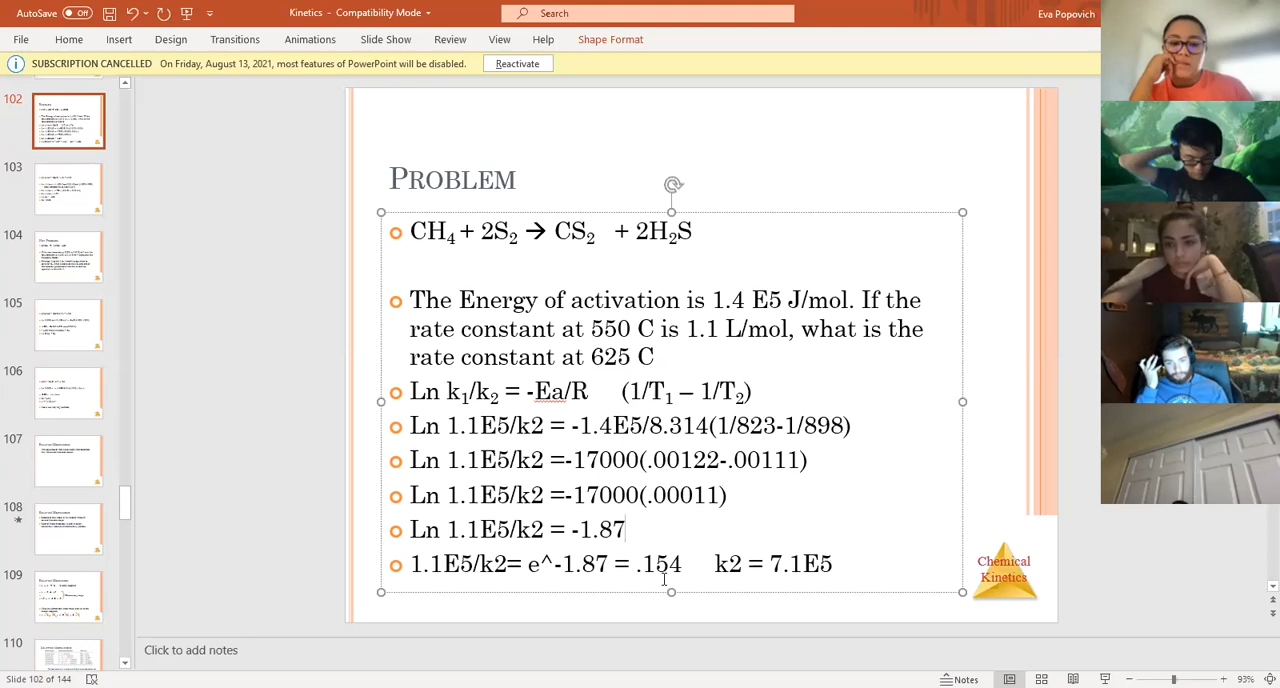 AutoSave Off Kinetics - Compatibility Mode Search Eva Popovich
File Home Insert Design Transitions Animations Slide Show Review View Help Shape Format
SUBSCRIPTION CANCELLED On Friday, August 13, 2021, most features of PowerPoint will be disabled. Reactivate
102
103
104
105
106
107
108
109
110
PROBLEM
CH₄ + 2S₂ → CS₂ + 2H₂S
The Energy of activation is 1.4 E5 J/mol. If the
rate constant at 550 C is 1.1 L/mol, what is the
rate constant at 625 C
Ln k₁/k₂ = -Ea/R (1/T₁ – 1/T₂)
Ln 1.1E5/k2 = -1.4E5/8.314(1/823-1/898)
Ln 1.1E5/k2 =-17000(.00122-.00111)
Ln 1.1E5/k2 =-17000(.00011)
Ln 1.1E5/k2 = -1.87
1.1E5/k2= e^-1.87 = .154 k2 = 7.1E5
Chemical
Kinetics
Click to add notes
Slide 102 of 144 Notes 93%